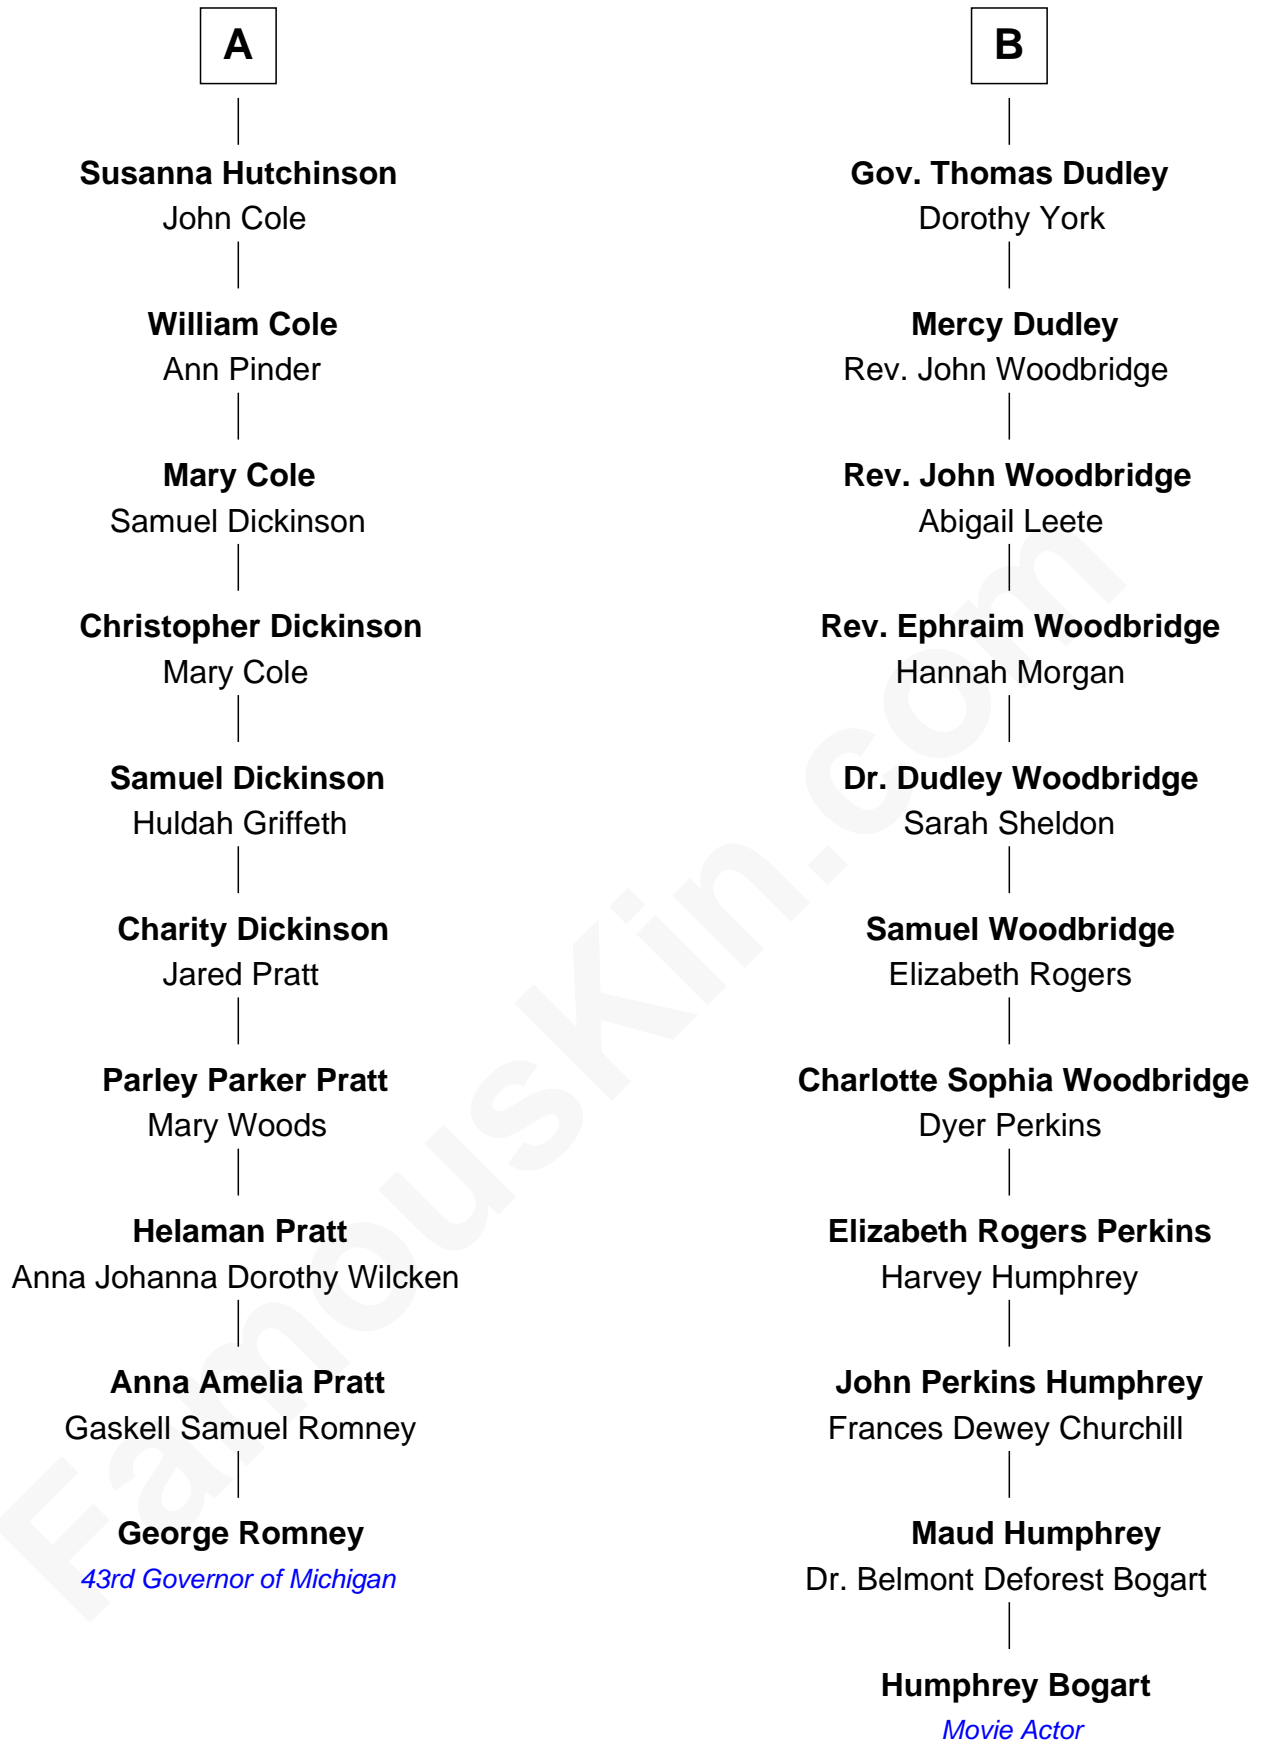 A
Susanna Hutchinson
John Cole
William Cole
Ann Pinder
Mary Cole
Samuel Dickinson
Christopher Dickinson
Mary Cole
Samuel Dickinson
Huldah Griffeth
Charity Dickinson
Jared Pratt
Parley Parker Pratt
Mary Woods
Helaman Pratt
Anna Johanna Dorothy Wilcken
Anna Amelia Pratt
Gaskell Samuel Romney
George Romney
43rd Governor of Michigan
B
Gov. Thomas Dudley
Dorothy York
Mercy Dudley
Rev. John Woodbridge
Rev. John Woodbridge
Abigail Leete
Rev. Ephraim Woodbridge
Hannah Morgan
Dr. Dudley Woodbridge
Sarah Sheldon
Samuel Woodbridge
Elizabeth Rogers
Charlotte Sophia Woodbridge
Dyer Perkins
Elizabeth Rogers Perkins
Harvey Humphrey
John Perkins Humphrey
Frances Dewey Churchill
Maud Humphrey
Dr. Belmont Deforest Bogart
Humphrey Bogart
Movie Actor
FamousKin.com